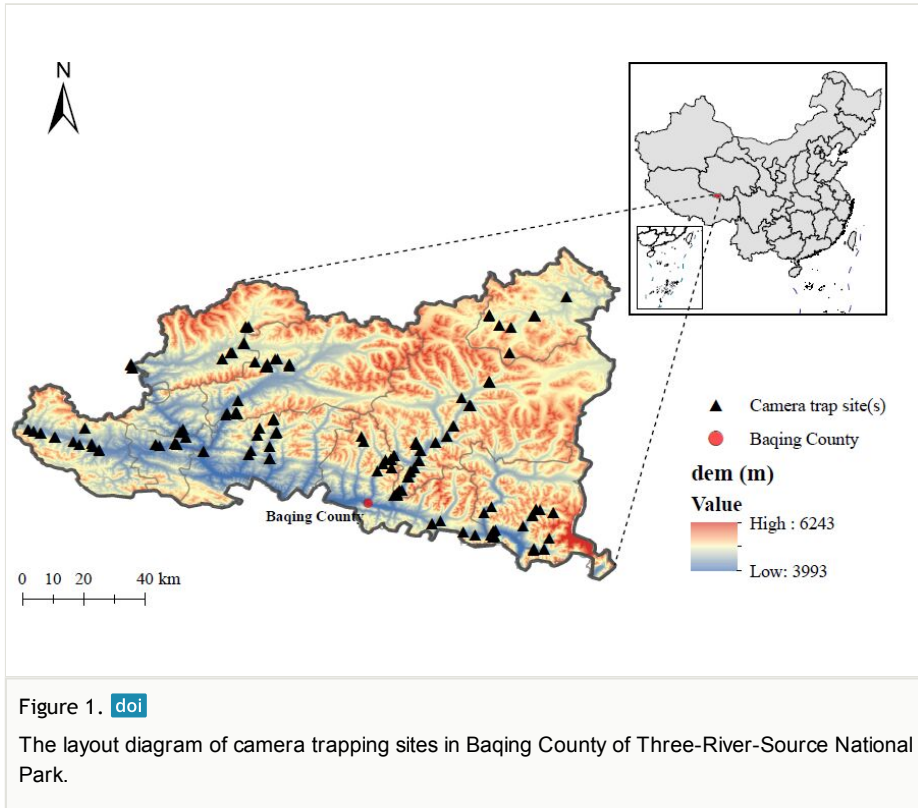 N
Camera trap site(s)
Baqing County
dem (m)
Value
High : 6243
Low: 3993
Baqing County
0 10 20 40 km
Figure 1. doi
The layout diagram of camera trapping sites in Baqing County of Three-River-Source National
Park.